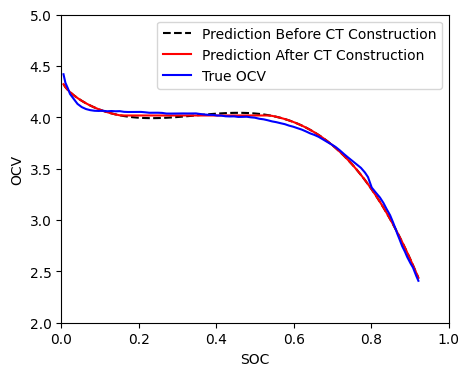 5.0
4.5
4.0
3.5
3.0
2.5
2.0
OCV
Prediction Before CT Construction
Prediction After CT Construction
True OCV
0.0 0.2 0.4 0.6 0.8 1.0
SOC